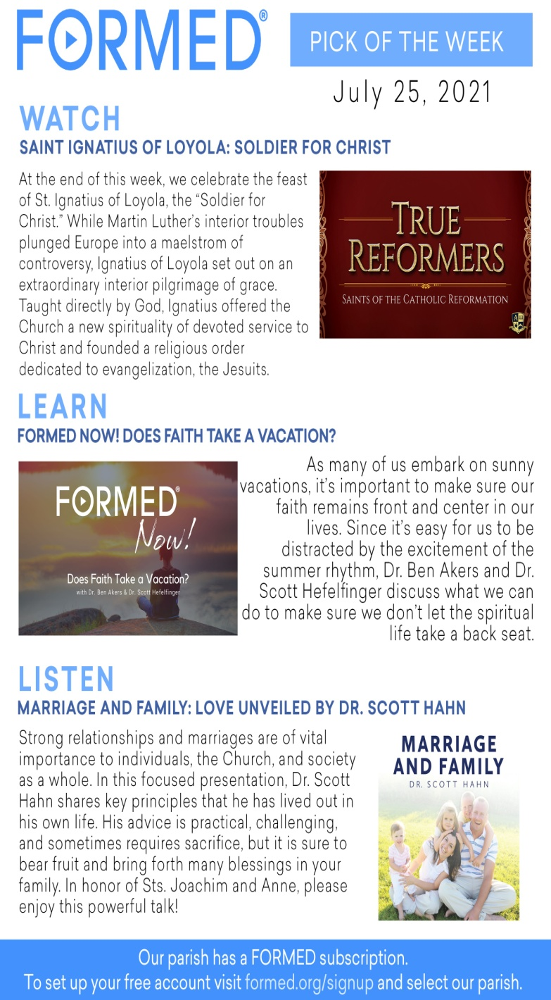 FORMED®
PICK OF THE WEEK
July 25, 2021
WATCH
SAINT IGNATIUS OF LOYOLA: SOLDIER FOR CHRIST
At the end of this week, we celebrate the feast
of St. Ignatius of Loyola, the “Soldier for
Christ.” While Martin Luther’s interior troubles
plunged Europe into a maelstrom of
controversy, Ignatius of Loyola set out on an
extraordinary interior pilgrimage of grace.
Taught directly by God, Ignatius offered the
Church a new spirituality of devoted service to
Christ and founded a religious order
dedicated to evangelization, the Jesuits.
TRUE
REFORMERS
SAINTS OF THE CATHOLIC REFORMATION
LEARN
FORMED NOW! DOES FAITH TAKE A VACATION?
FORMED®
Now!
Does Faith Take a Vacation?
with Dr. Ben Akers & Dr. Scott Hefelfinger
As many of us embark on sunny
vacations, it’s important to make sure our
faith remains front and center in our
lives. Since it’s easy for us to be
distracted by the excitement of the
summer rhythm, Dr. Ben Akers and Dr.
Scott Hefelfinger discuss what we can
do to make sure we don’t let the spiritual
life take a back seat.
LISTEN
MARRIAGE AND FAMILY: LOVE UNVEILED BY DR. SCOTT HAHN
Strong relationships and marriages are of vital
importance to individuals, the Church, and society
as a whole. In this focused presentation, Dr. Scott
Hahn shares key principles that he has lived out in
his own life. His advice is practical, challenging,
and sometimes requires sacrifice, but it is sure to
bear fruit and bring forth many blessings in your
family. In honor of Sts. Joachim and Anne, please
enjoy this powerful talk!
MARRIAGE
AND FAMILY
DR. SCOTT HAHN
Our parish has a FORMED subscription.
To set up your free account visit formed.org/signup and select our parish.